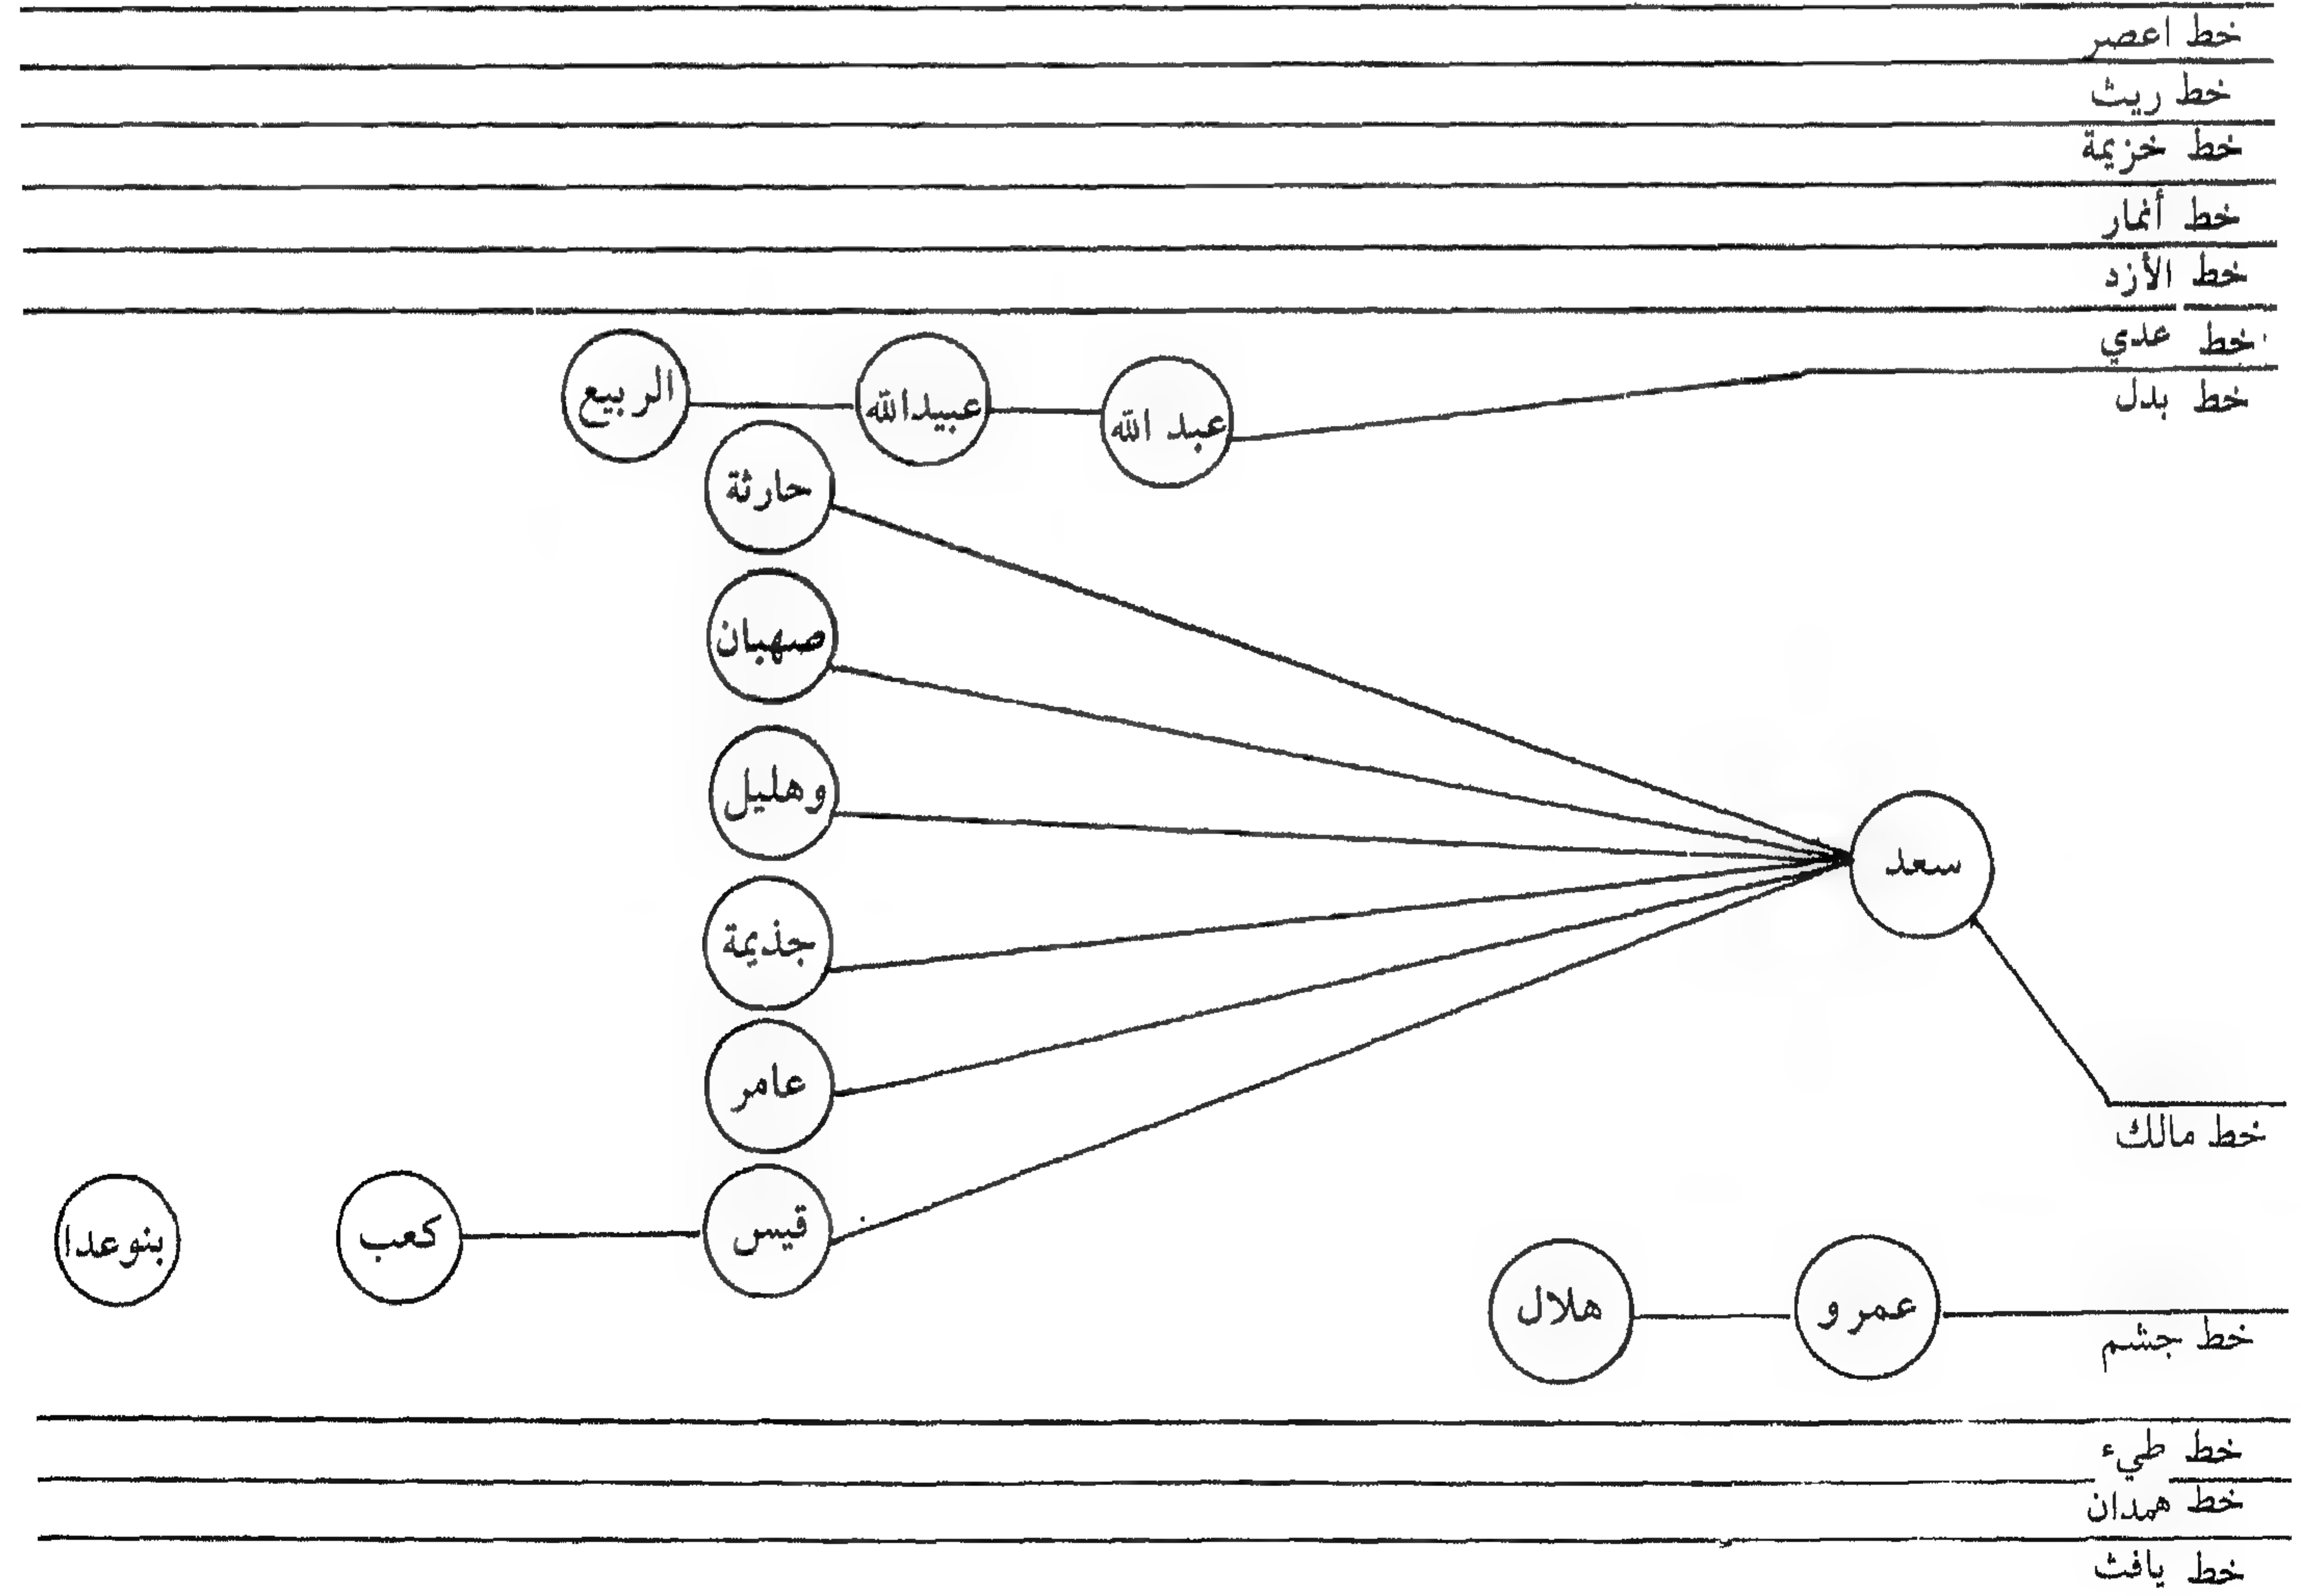 خط اعصر
خط ريث
خط خزيمة
خط أنمار
خط الأزد
خط عدي
خط بدل
عبد الله
عبيدالله
الربيع
حارثة
صهبان
وهليل
سعد
جذيمة
عامر
خط مالك
قيس
كعب
بنوعدا
عمرو
هلال
خط جشم
خط طيء
خط همدان
خط يافث